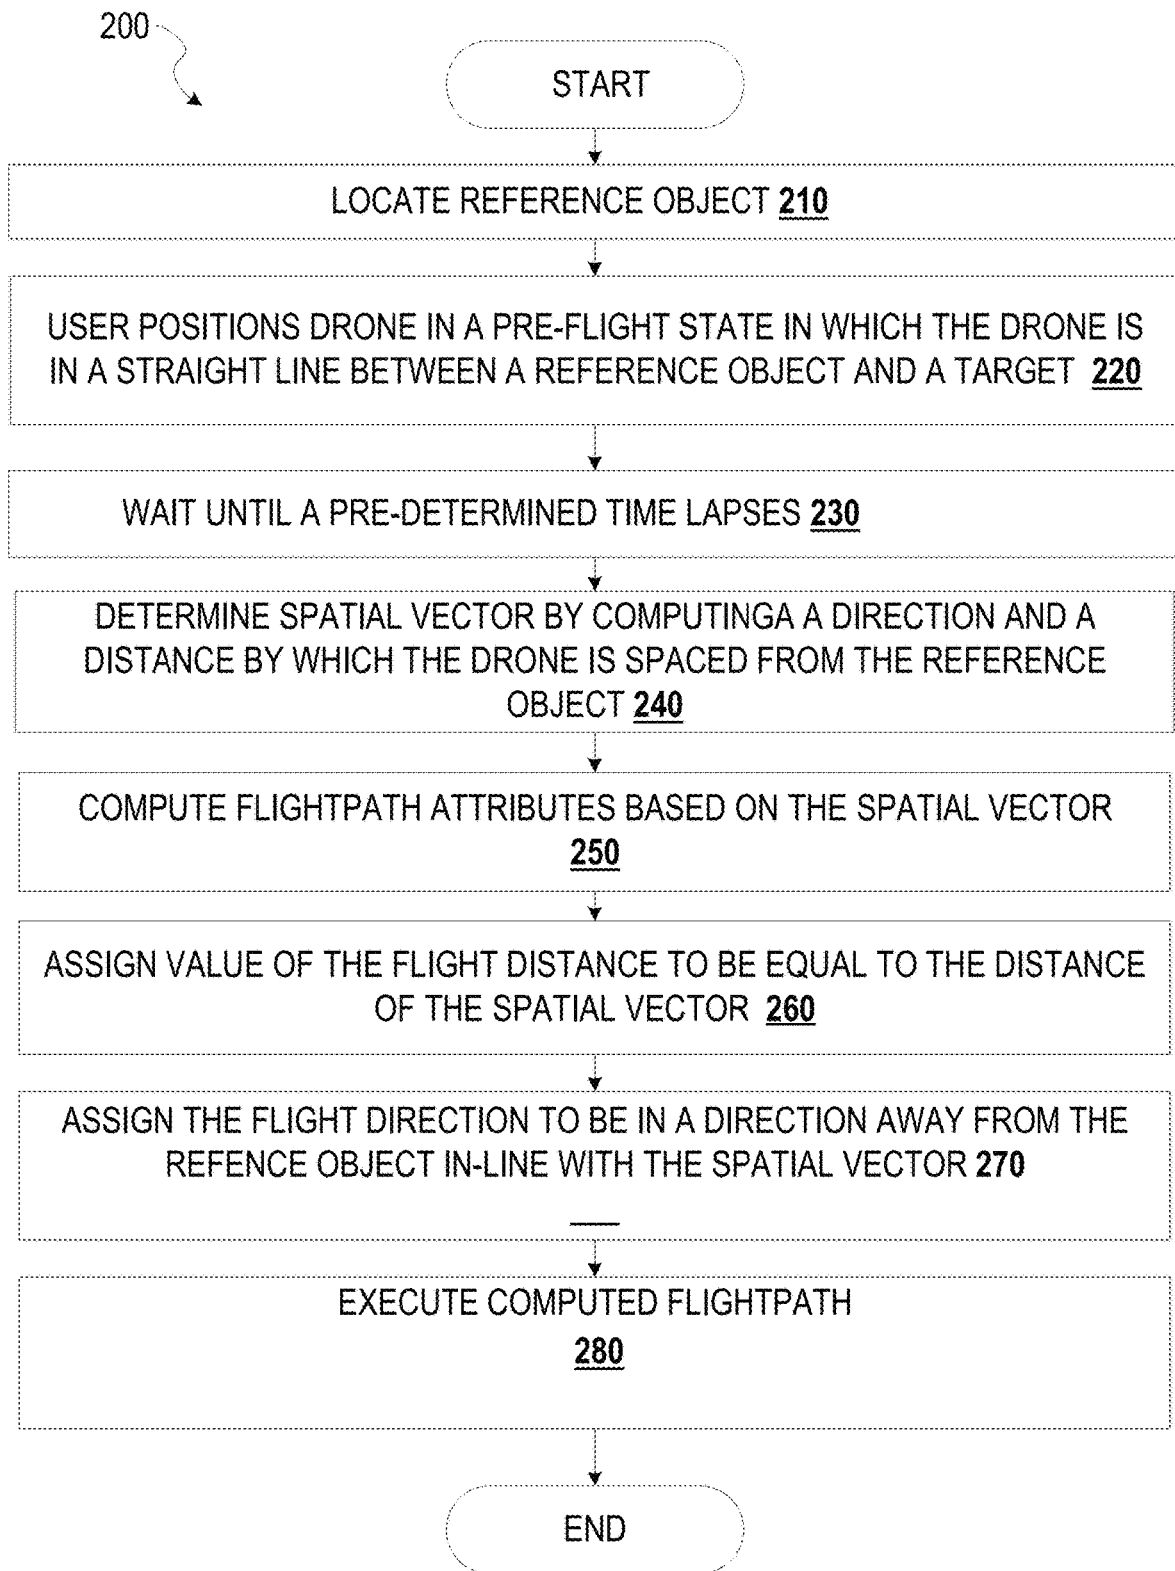 200
START
LOCATE REFERENCE OBJECT 210
USER POSITIONS DRONE IN A PRE-FLIGHT STATE IN WHICH THE DRONE IS
IN A STRAIGHT LINE BETWEEN A REFERENCE OBJECT AND A TARGET 220
WAIT UNTIL A PRE-DETERMINED TIME LAPSES 230
DETERMINE SPATIAL VECTOR BY COMPUTINGA A DIRECTION AND A
DISTANCE BY WHICH THE DRONE IS SPACED FROM THE REFERENCE
OBJECT 240
COMPUTE FLIGHTPATH ATTRIBUTES BASED ON THE SPATIAL VECTOR
250
ASSIGN VALUE OF THE FLIGHT DISTANCE TO BE EQUAL TO THE DISTANCE
OF THE SPATIAL VECTOR 260
ASSIGN THE FLIGHT DIRECTION TO BE IN A DIRECTION AWAY FROM THE
REFENCE OBJECT IN-LINE WITH THE SPATIAL VECTOR 270
EXECUTE COMPUTED FLIGHTPATH
280
END